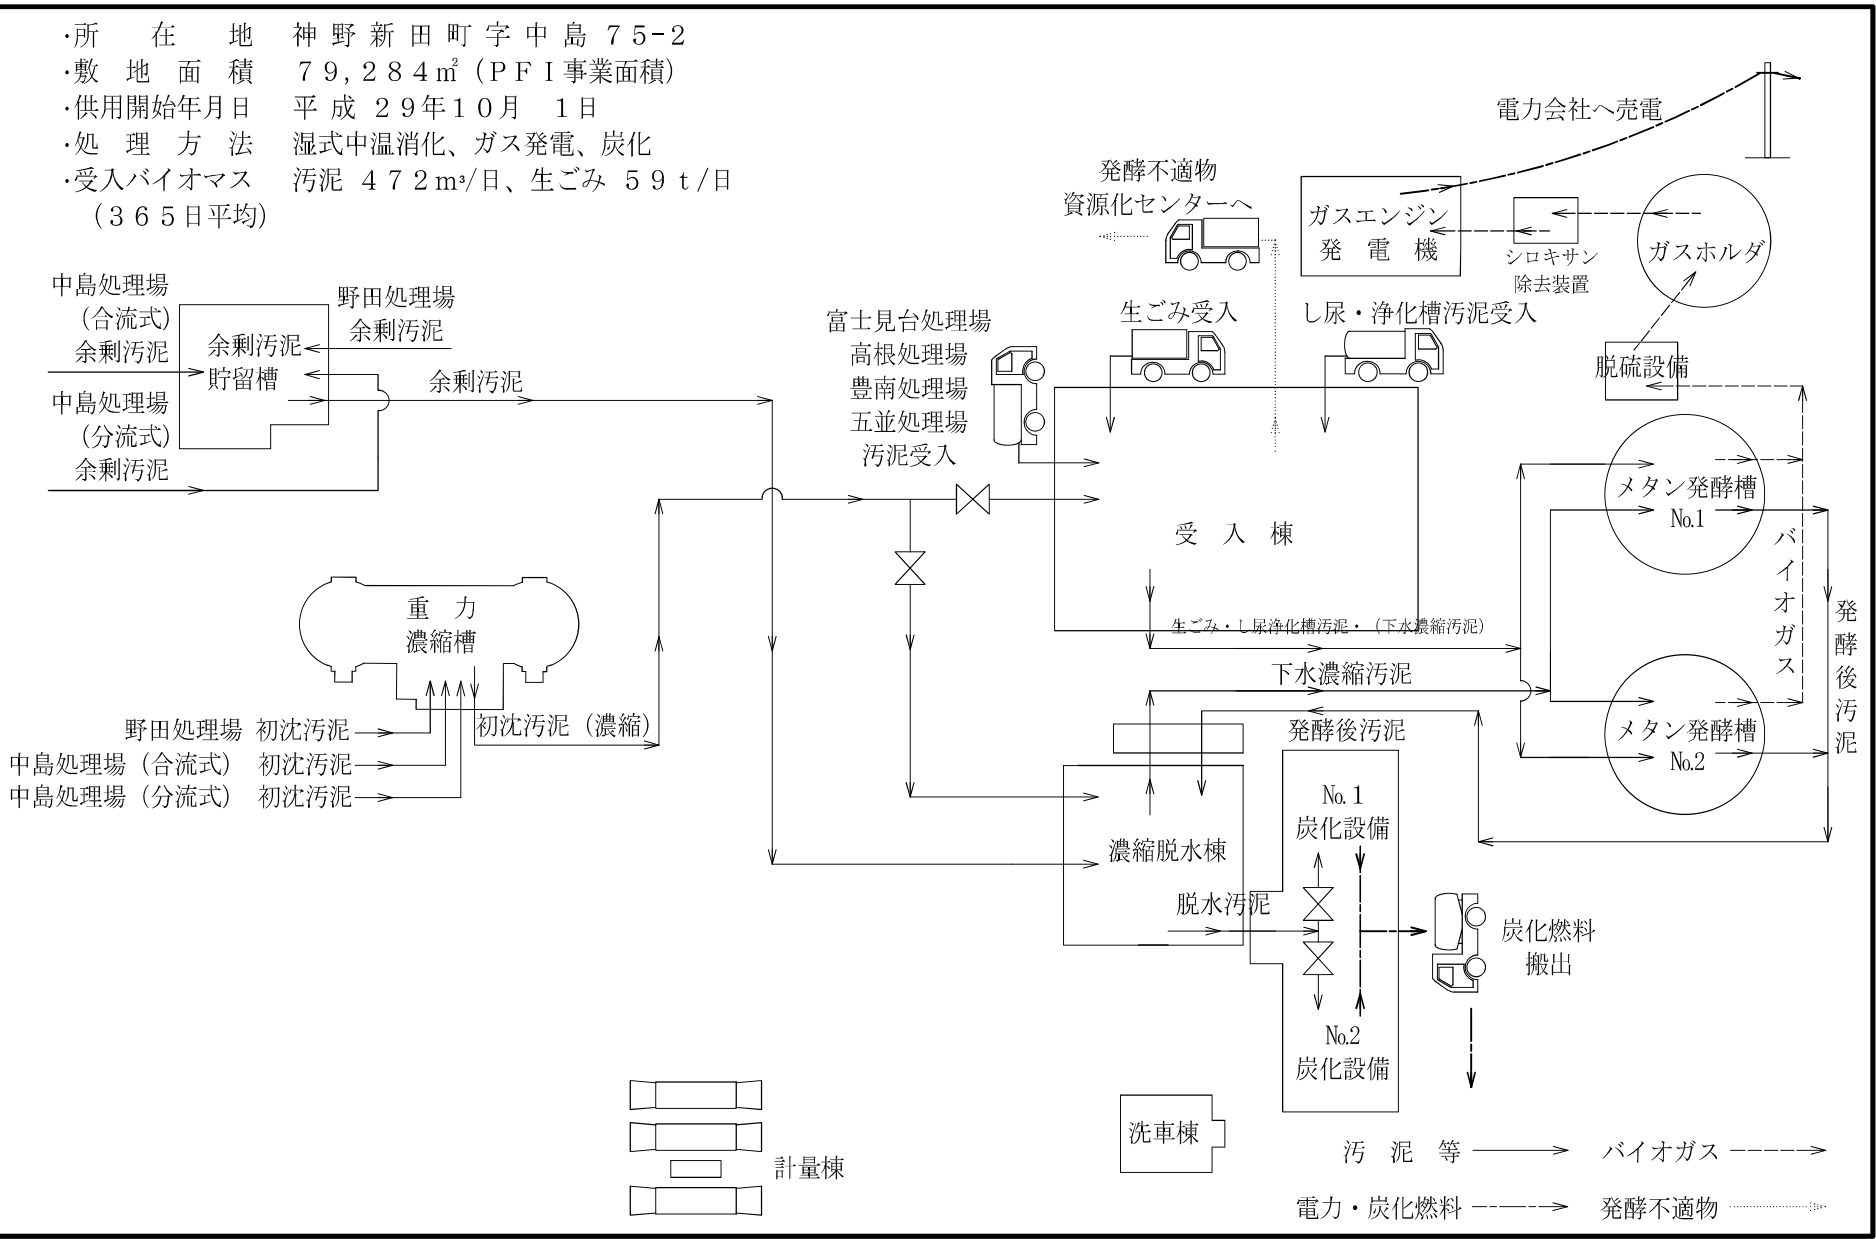 ・所　在　地　神野新田町字中島７５−２
・敷地面積　７９,２８４㎡（ＰＦＩ事業面積）
・供用開始年月日　平成２９年１０月　１日
・処理方法　湿式中温消化、ガス発電、炭化
・受入バイオマス　汚泥 ４７２m³/日、生ごみ ５９ｔ/日
（３６５日平均）
電力会社へ売電
発酵不適物
資源化センターへ
ガスエンジン
発電機
シロキサン
除去装置
ガスホルダ
中島処理場
（合流式）
余剰汚泥
余剰汚泥
貯留槽
野田処理場
余剰汚泥
余剰汚泥
中島処理場
（分流式）
余剰汚泥
富士見台処理場
高根処理場
豊南処理場
五並処理場
汚泥受入
生ごみ受入
し尿・浄化槽汚泥受入
脱硫設備
メタン発酵槽
№1
バイオガス
受　入　棟
生ごみ・し尿浄化槽汚泥・（下水濃縮汚泥）
発酵後汚泥
重　力
濃縮槽
下水濃縮汚泥
発酵後汚泥
メタン発酵槽
№2
野田処理場 初沈汚泥
初沈汚泥（濃縮）
中島処理場（合流式） 初沈汚泥
中島処理場（分流式） 初沈汚泥
濃縮脱水棟
№１
炭化設備
脱水汚泥
炭化燃料
搬出
№2
炭化設備
計量棟
洗車棟
汚　泥　等
バイオガス
電力・炭化燃料
発酵不適物